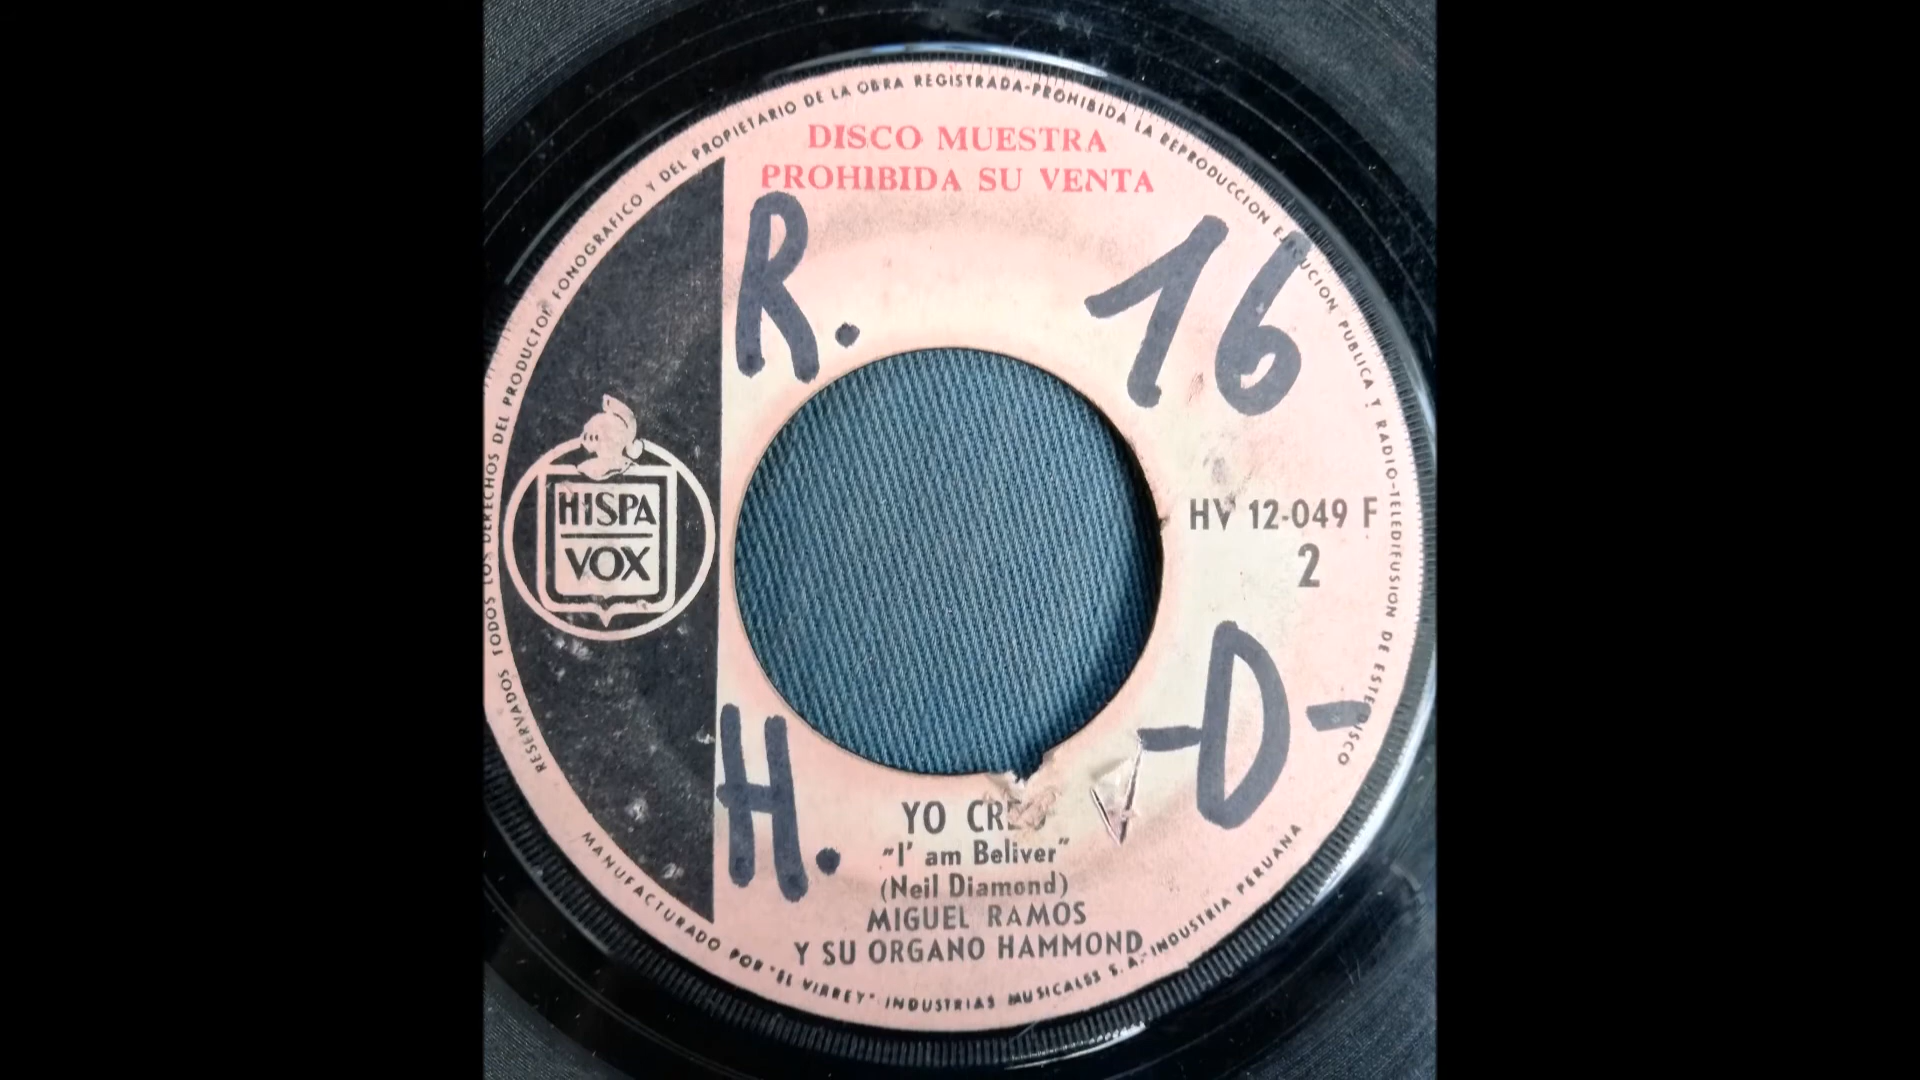 RESERVADOS TODOS LOS DERECHOS DEL PRODUCTOR FONOGRAFICO Y DEL PROPIETARIO DE LA OBRA REGISTRADA-PROHIBIDA LA REPRODUCCION EJECUCION PUBLICA Y RADIO-TELEDIFUSION DE ESTE DISCO
DISCO MUESTRA
PROHIBIDA SU VENTA
R. 16
HISPA
VOX
HV 12-049 F
2
H. -D-
YO CREO
"I' am Beliver"
(Neil Diamond)
MIGUEL RAMOS
Y SU ORGANO HAMMOND
MANUFACTURADO POR "EL VIRREY" INDUSTRIAS MUSICALES S. A. INDUSTRIA PERUANA